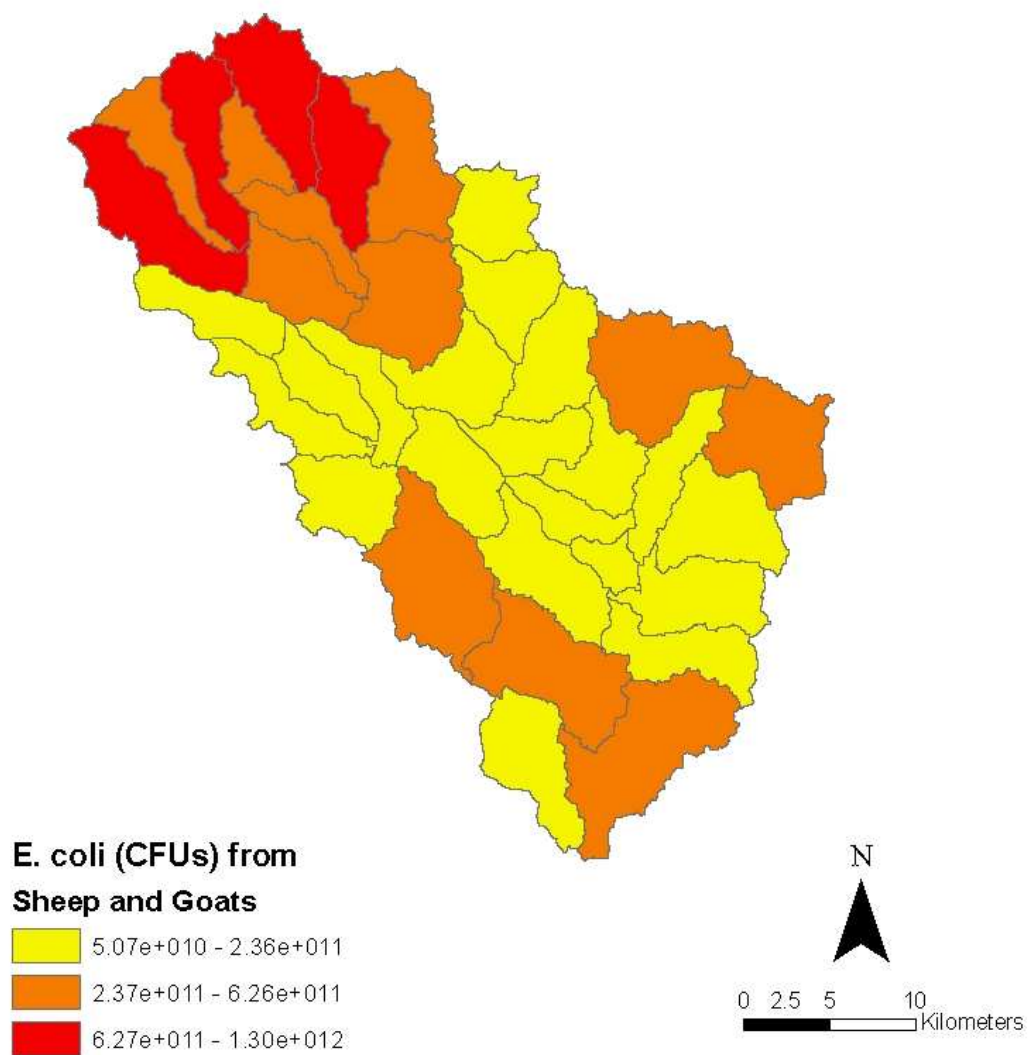 E. coli (CFUs) from
Sheep and Goats
5.07e+010 - 2.36e+011
2.37e+011 - 6.26e+011
6.27e+011 - 1.30e+012
N
0 2.5 5 10
Kilometers